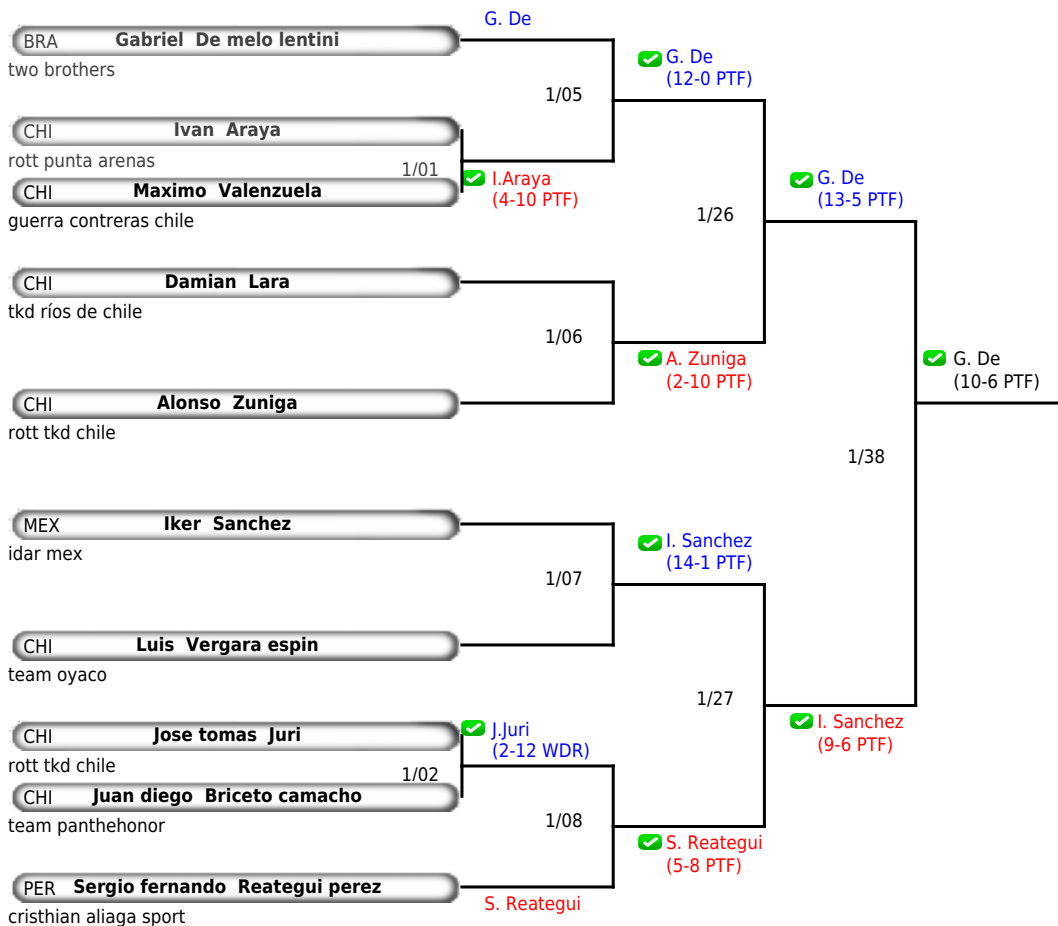 G. De
BRA Gabriel De melo lentini
two brothers
1/05
G. De
(12-0 PTF)
CHI Ivan Araya
rott punta arenas
1/01
CHI Maximo Valenzuela
guerra contreras chile
I.Araya
(4-10 PTF)
1/26
G. De
(13-5 PTF)
CHI Damian Lara
tkd ríos de chile
1/06
A. Zuniga
(2-10 PTF)
CHI Alonso Zuniga
rott tkd chile
G. De
(10-6 PTF)
1/38
MEX Iker Sanchez
idar mex
1/07
I. Sanchez
(14-1 PTF)
CHI Luis Vergara espin
team oyaco
1/27
I. Sanchez
(9-6 PTF)
CHI Jose tomas Juri
rott tkd chile
1/02
CHI Juan diego Briceto camacho
team panthehonor
J.Juri
(2-12 WDR)
1/08
S. Reategui
(5-8 PTF)
PER Sergio fernando Reategui perez
cristhian aliaga sport
S. Reategui